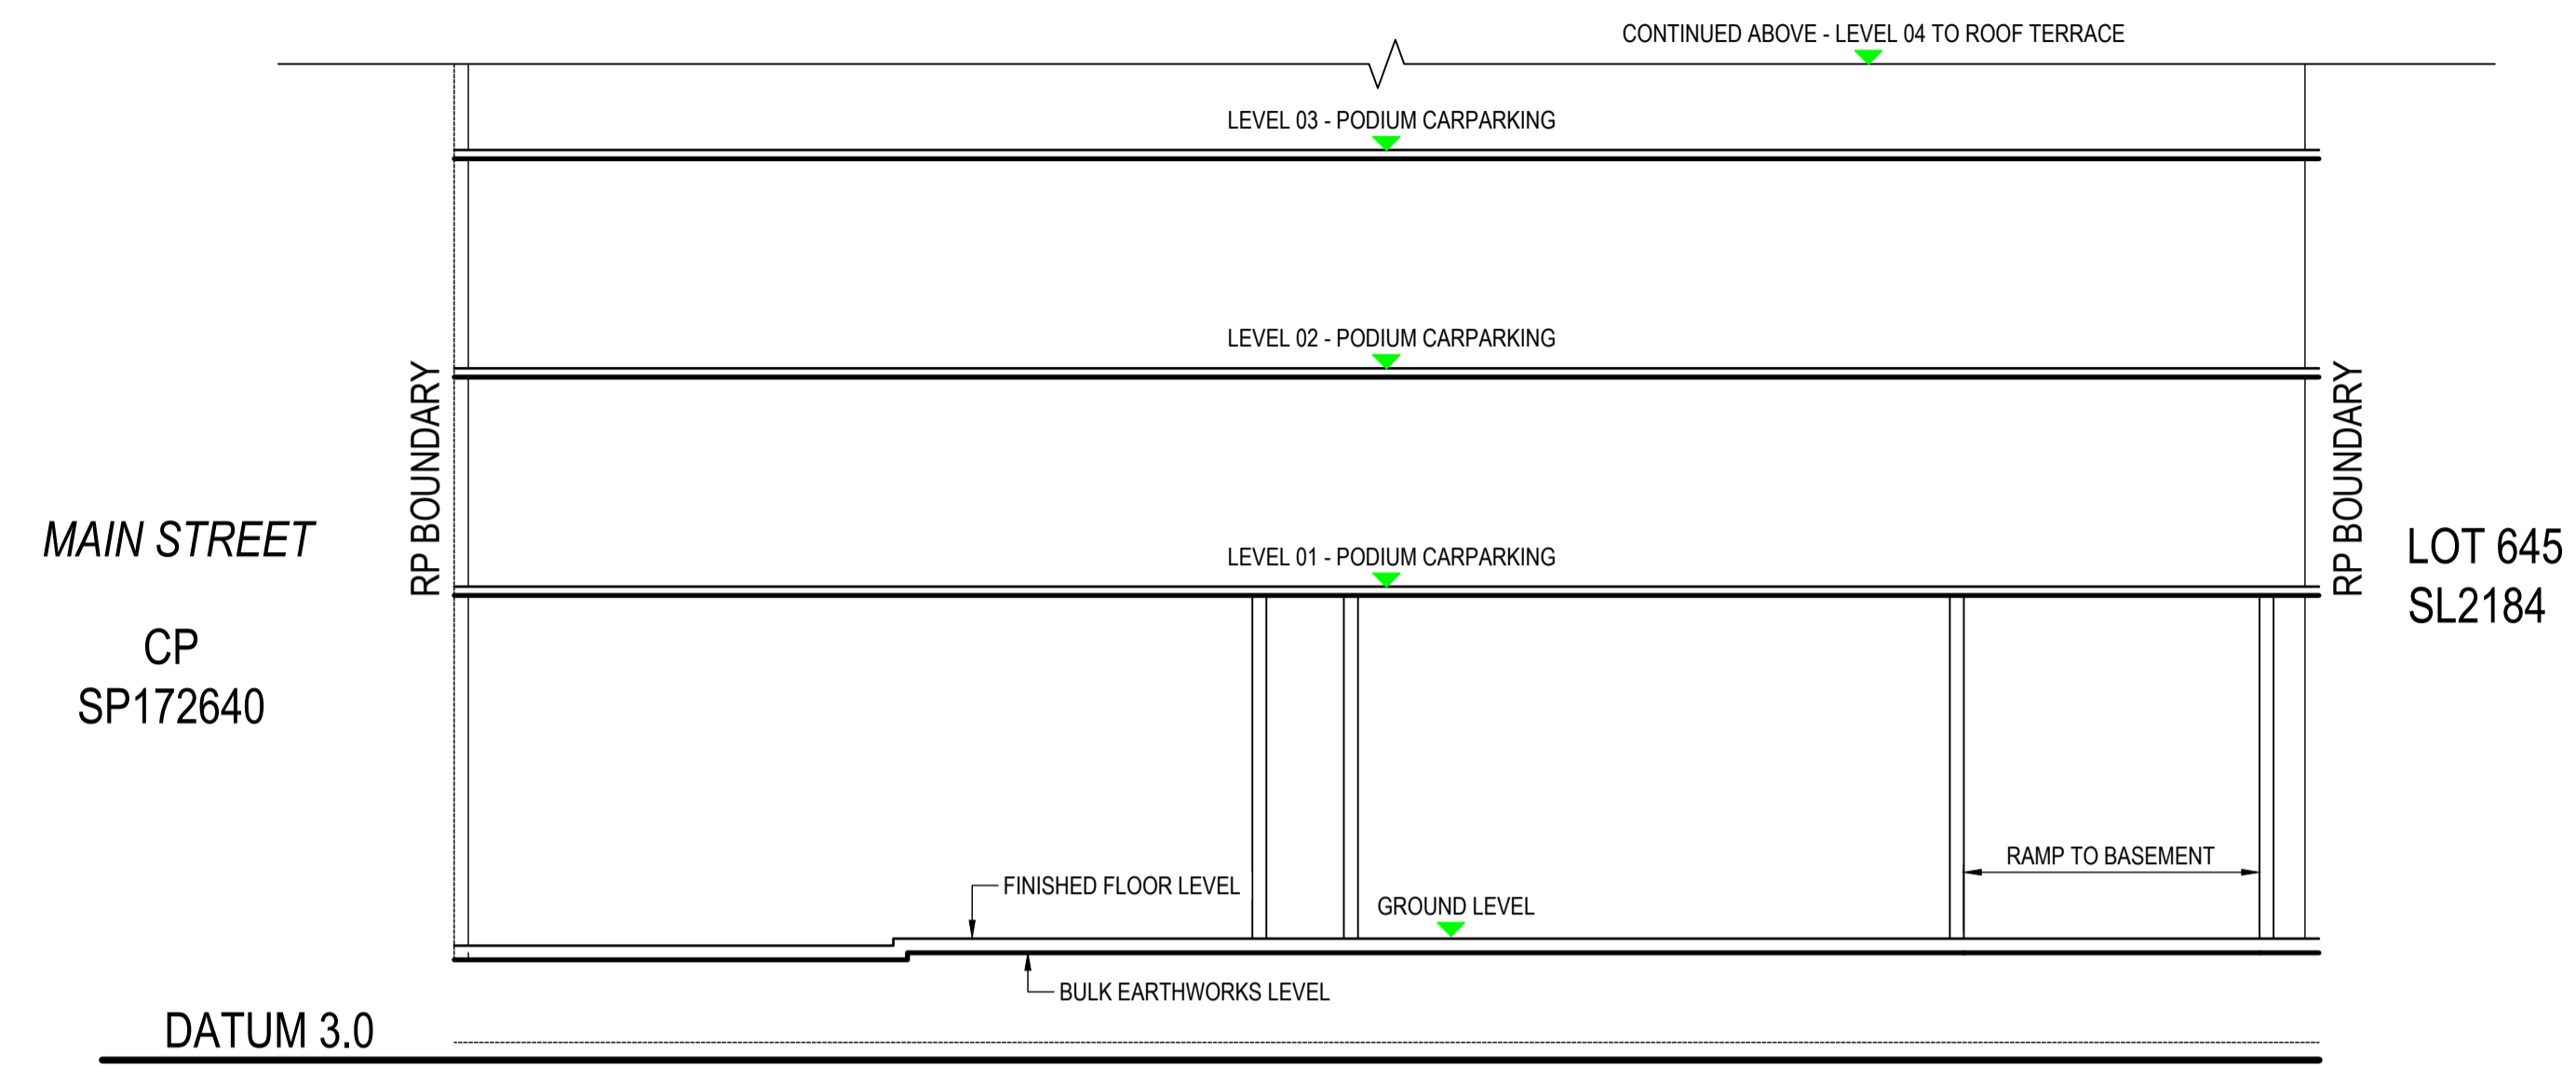 CONTINUED ABOVE - LEVEL 04 TO ROOF TERRACE
LEVEL 03 - PODIUM CARPARKING
LEVEL 02 - PODIUM CARPARKING
RP BOUNDARY
RP BOUNDARY
MAIN STREET
CP
SP172640
LOT 645
SL2184
LEVEL 01 - PODIUM CARPARKING
RAMP TO BASEMENT
FINISHED FLOOR LEVEL
GROUND LEVEL
BULK EARTHWORKS LEVEL
DATUM 3.0